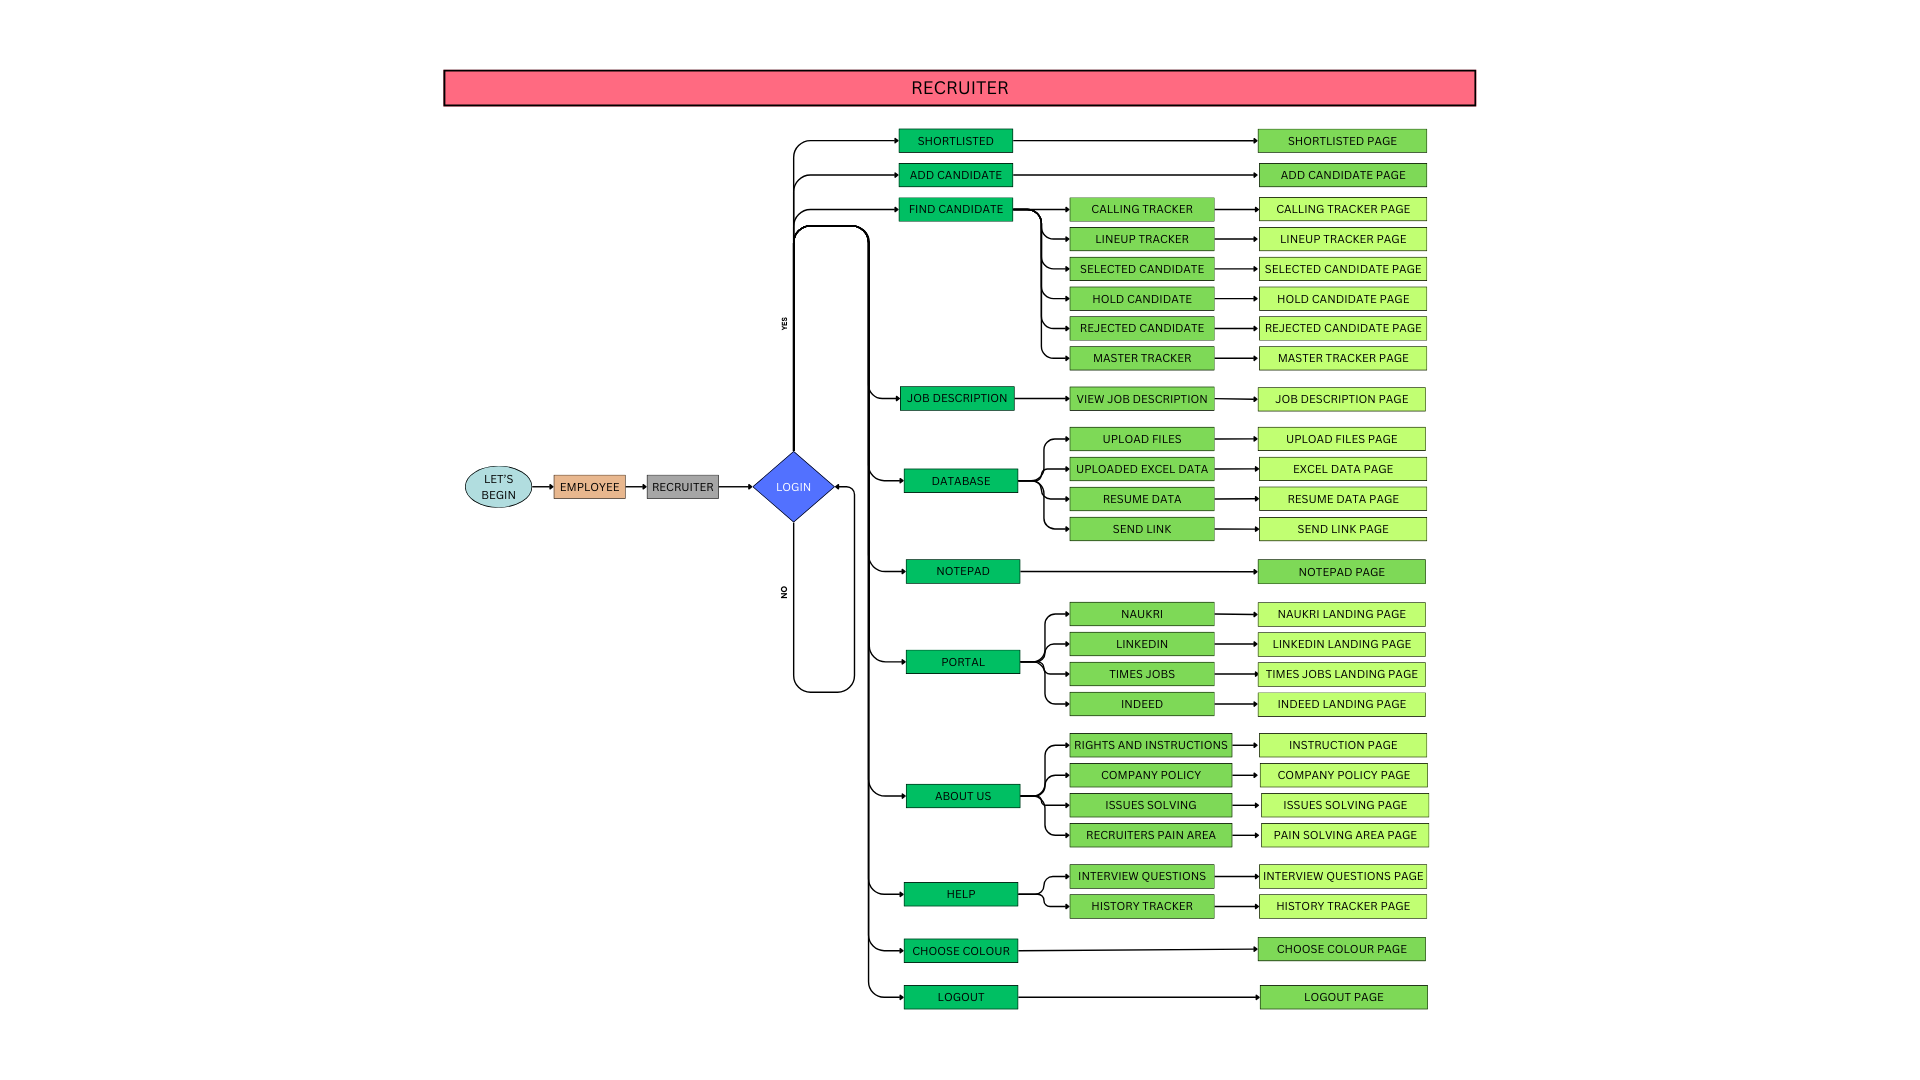 RECRUITER
SHORTLISTED
SHORTLISTED PAGE
ADD CANDIDATE
ADD CANDIDATE PAGE
FIND CANDIDATE
CALLING TRACKER
CALLING TRACKER PAGE
LINEUP TRACKER
LINEUP TRACKER PAGE
SELECTED CANDIDATE
SELECTED CANDIDATE PAGE
HOLD CANDIDATE
HOLD CANDIDATE PAGE
YES
REJECTED CANDIDATE
REJECTED CANDIDATE PAGE
MASTER TRACKER
MASTER TRACKER PAGE
JOB DESCRIPTION
VIEW JOB DESCRIPTION
JOB DESCRIPTION PAGE
LET'S
BEGIN
EMPLOYEE
RECRUITER
LOGIN
DATABASE
UPLOAD FILES
UPLOAD FILES PAGE
UPLOADED EXCEL DATA
EXCEL DATA PAGE
RESUME DATA
RESUME DATA PAGE
SEND LINK
SEND LINK PAGE
NOTEPAD
NOTEPAD PAGE
NO
PORTAL
NAUKRI
NAUKRI LANDING PAGE
LINKEDIN
LINKEDIN LANDING PAGE
TIMES JOBS
TIMES JOBS LANDING PAGE
INDEED
INDEED LANDING PAGE
ABOUT US
RIGHTS AND INSTRUCTIONS
INSTRUCTION PAGE
COMPANY POLICY
COMPANY POLICY PAGE
ISSUES SOLVING
ISSUES SOLVING PAGE
RECRUITERS PAIN AREA
PAIN SOLVING AREA PAGE
HELP
INTERVIEW QUESTIONS
INTERVIEW QUESTIONS PAGE
HISTORY TRACKER
HISTORY TRACKER PAGE
CHOOSE COLOUR
CHOOSE COLOUR PAGE
LOGOUT
LOGOUT PAGE